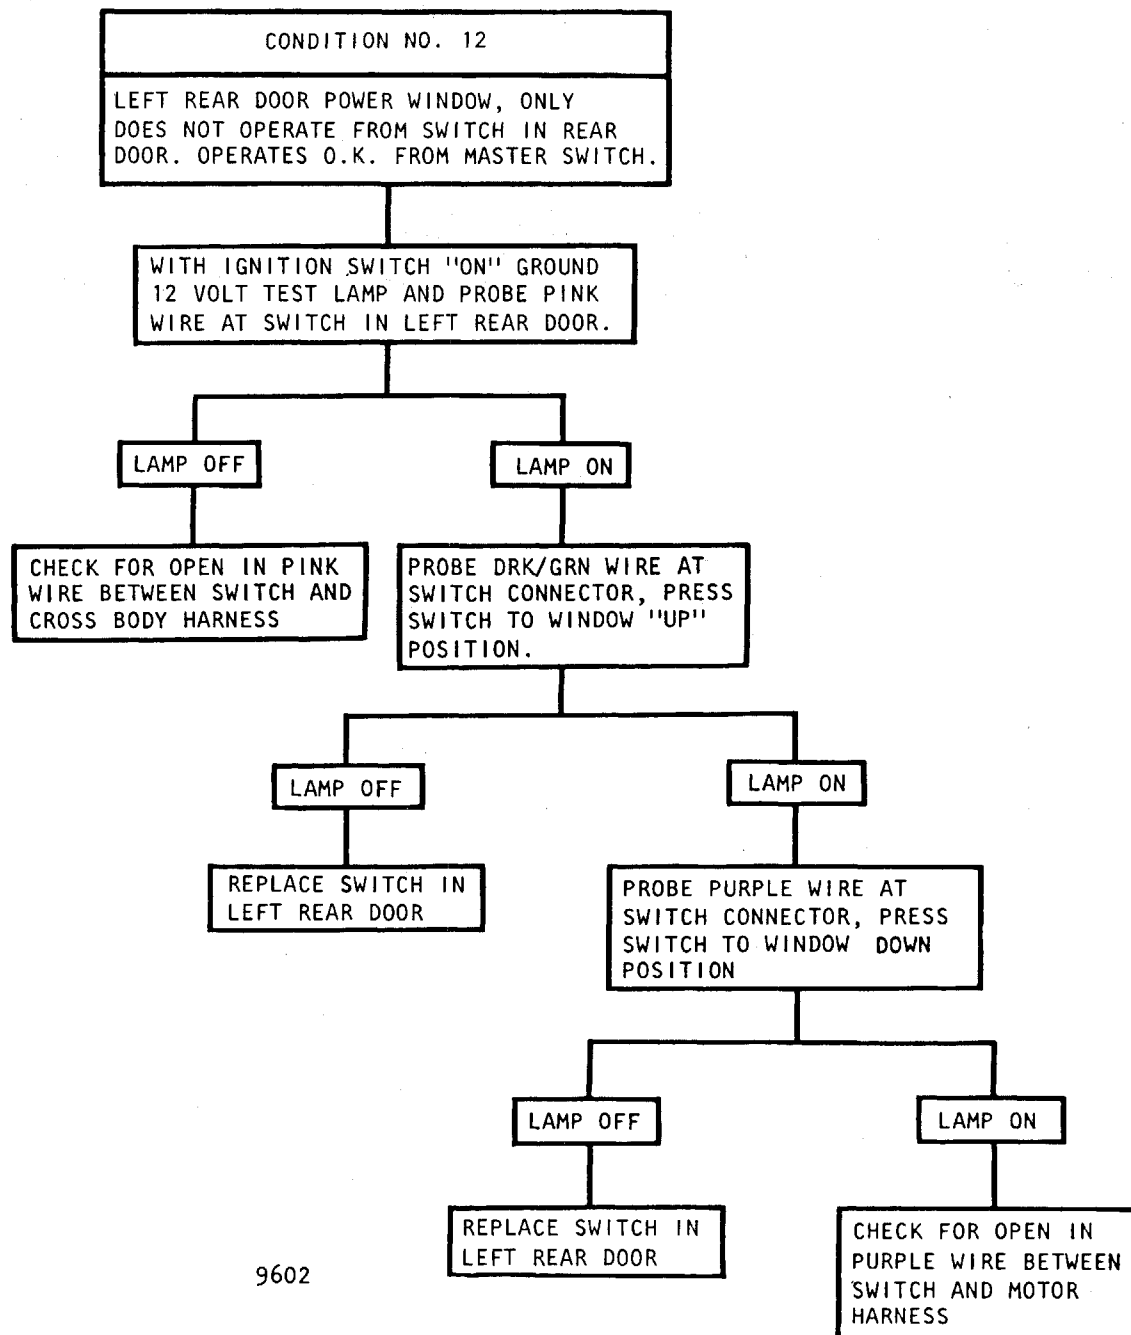 CONDITION NO. 12
LEFT REAR DOOR POWER WINDOW, ONLY
DOES NOT OPERATE FROM SWITCH IN REAR
DOOR. OPERATES O.K. FROM MASTER SWITCH.
WITH IGNITION SWITCH "ON" GROUND
12 VOLT TEST LAMP AND PROBE PINK
WIRE AT SWITCH IN LEFT REAR DOOR.
LAMP OFF
LAMP ON
CHECK FOR OPEN IN PINK
WIRE BETWEEN SWITCH AND
CROSS BODY HARNESS
PROBE DRK/GRN WIRE AT
SWITCH CONNECTOR, PRESS
SWITCH TO WINDOW "UP"
POSITION.
LAMP OFF
LAMP ON
REPLACE SWITCH IN
LEFT REAR DOOR
PROBE PURPLE WIRE AT
SWITCH CONNECTOR, PRESS
SWITCH TO WINDOW DOWN
POSITION
LAMP OFF
LAMP ON
REPLACE SWITCH IN
LEFT REAR DOOR
CHECK FOR OPEN IN
PURPLE WIRE BETWEEN
SWITCH AND MOTOR
HARNESS
9602